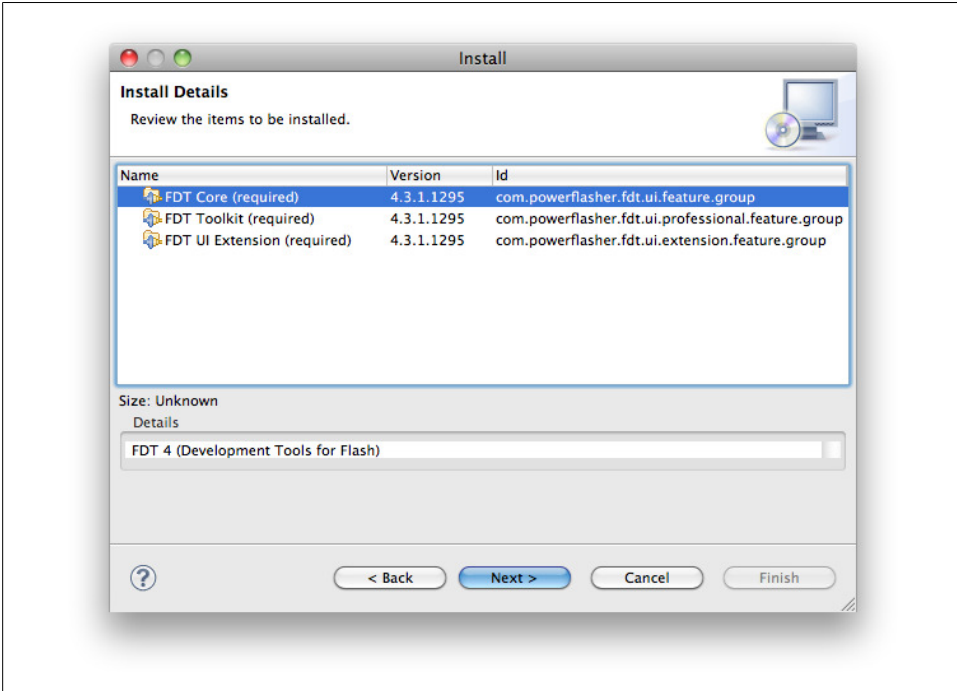 Install
Install Details
Review the items to be installed.
Name Version Id
FDT Core (required) 4.3.1.1295 com.powerflasher.fdt.ui.feature.group
FDT Toolkit (required) 4.3.1.1295 com.powerflasher.fdt.ui.professional.feature.group
FDT UI Extension (required) 4.3.1.1295 com.powerflasher.fdt.ui.extension.feature.group
Size: Unknown
Details
FDT 4 (Development Tools for Flash)
? < Back Next > Cancel Finish